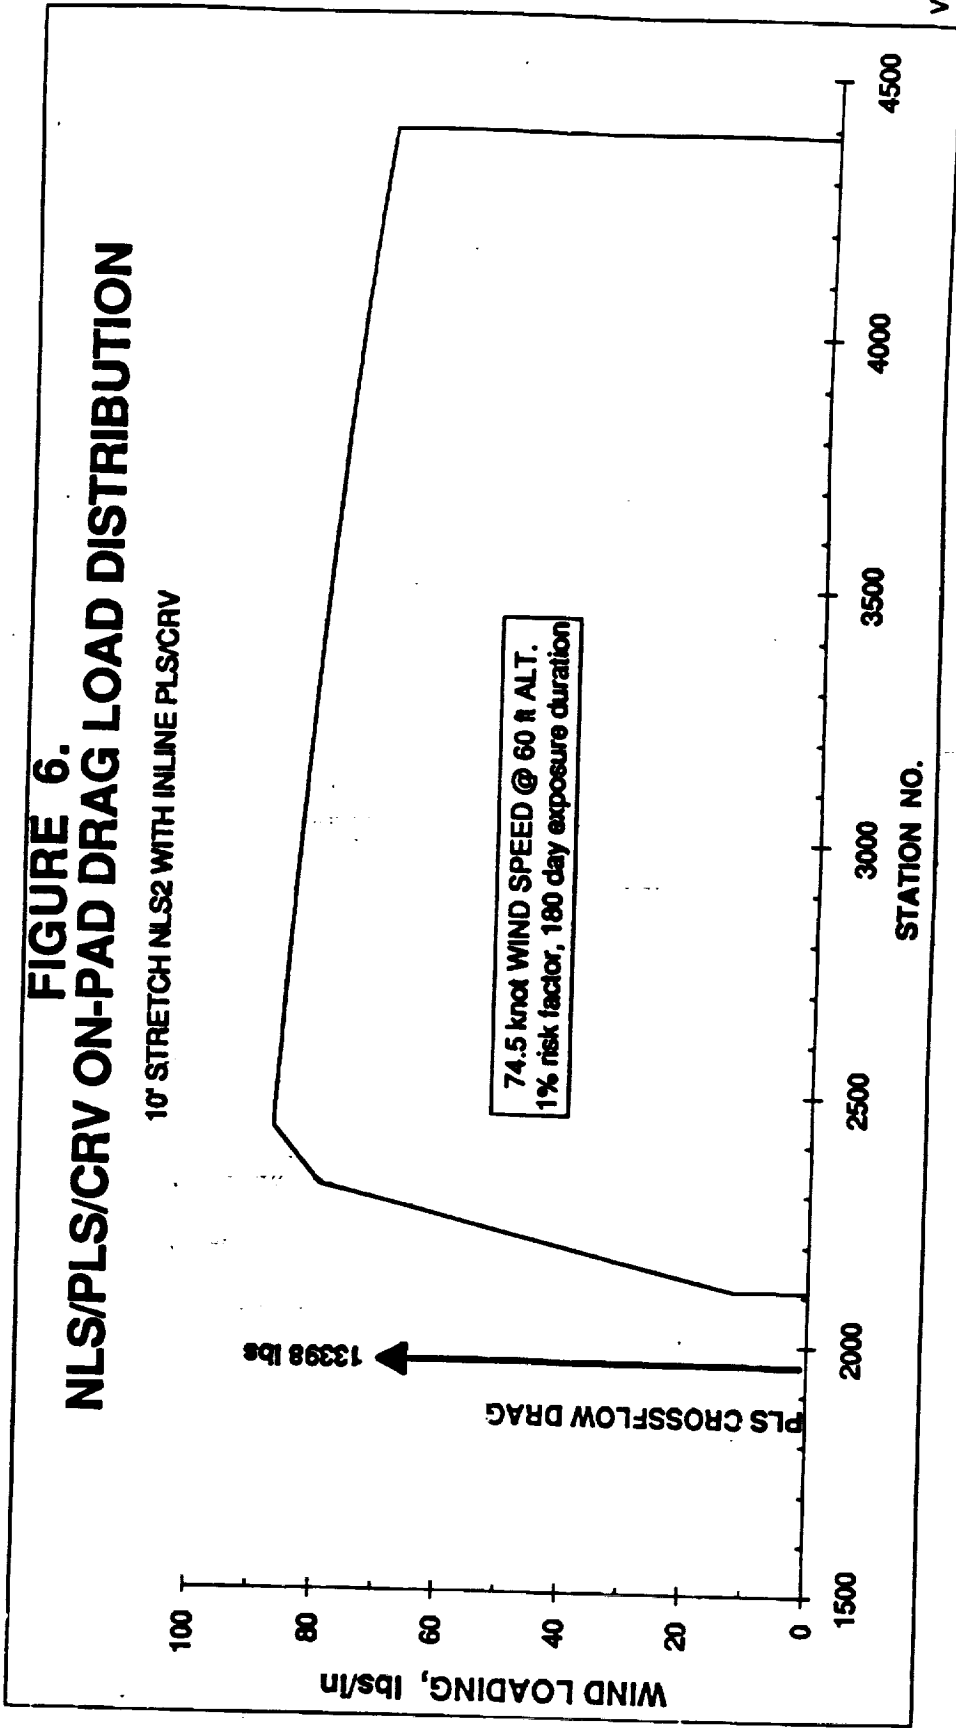 FIGURE 6.
NLS/PLS/CRV ON-PAD DRAG LOAD DISTRIBUTION
10' STRETCH NLS2 WITH INLINE PLS/CRV
WIND LOADING, lbs/in
100
80
60
40
20
0
13398 lbs
PLS CROSSFLOW DRAG
74.5 knot WIND SPEED @ 60 ft ALT.
1% risk factor, 180 day exposure duration
1500
2000
2500
3000
3500
4000
4500
STATION NO.
V